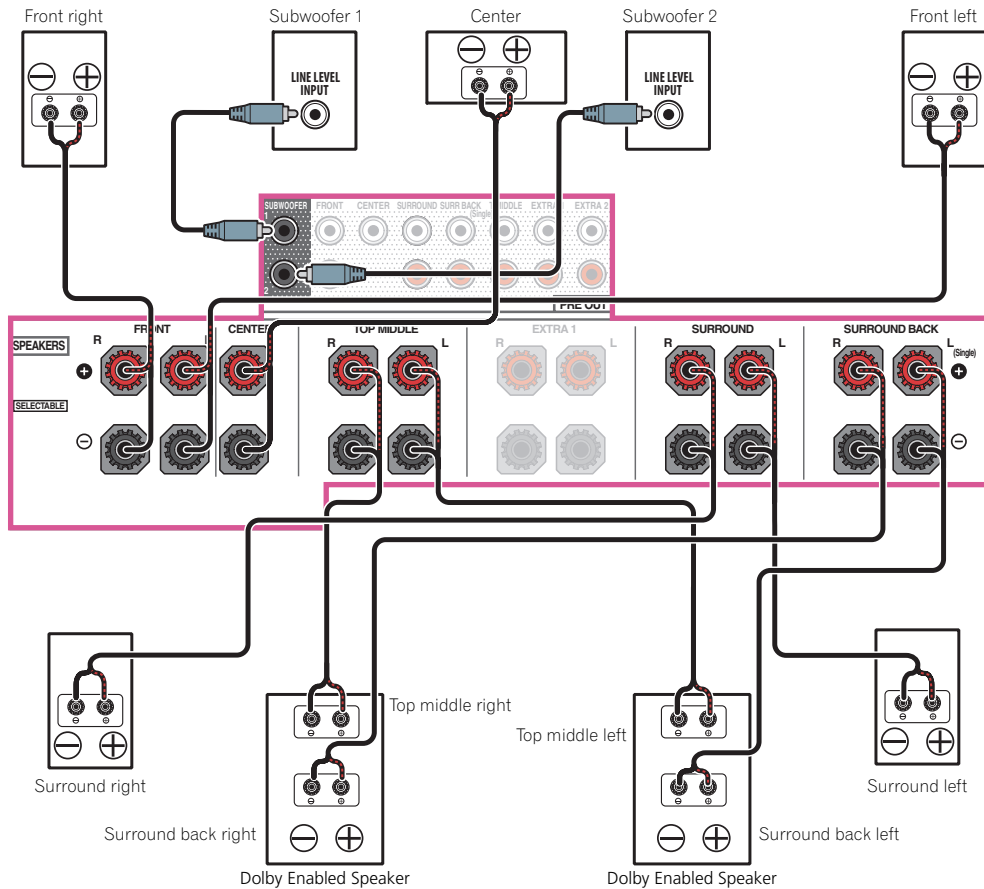 Front right
Subwoofer 1
Center
Subwoofer 2
Front left
LINE LEVEL
INPUT
LINE LEVEL
INPUT
SUBWOOFER
1
FRONT
CENTER
SURROUND
SURR BACK
(Single)
EXTRA 2
2
PRE OUT
SPEAKERS
FRONT
CENTER
TOP MIDDLE
EXTRA 1
SURROUND
SURROUND BACK
R
R
L
R
L
R
L
R
L
(Single)
SELECTABLE
Top middle right
Top middle left
Surround right
Surround left
Surround back right
Surround back left
Dolby Enabled Speaker
Dolby Enabled Speaker